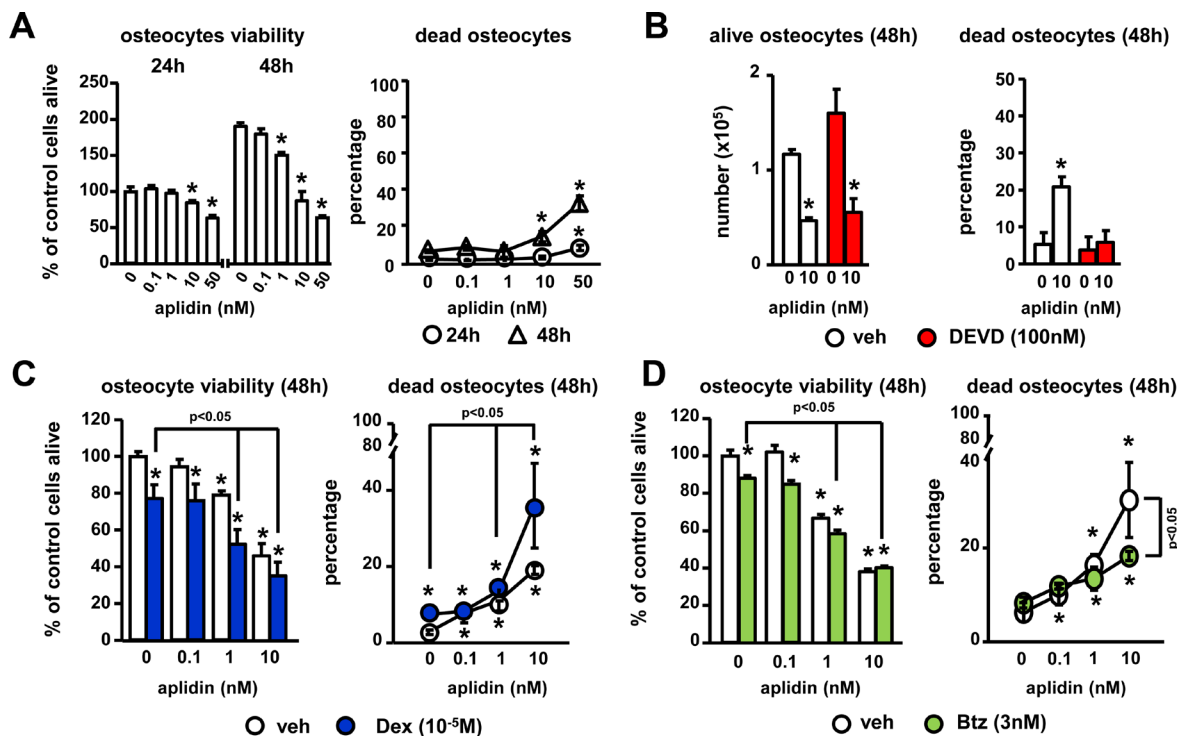 A
osteocytes viability
24h 48h
% of control cells alive
250
200
150
100
50
0
0 0.1 1 10 50 0 0.1 1 10 50
* * * * *
aplidin (nM)
dead osteocytes
percentage
100
80
60
40
20
0
* * *
0 0.1 1 10 50
aplidin (nM)
24h 48h
B
alive osteocytes (48h)
number (x10⁵)
2
1
0
* *
0 10 0 10
aplidin (nM)
dead osteocytes (48h)
percentage
50
40
30
20
10
0
*
0 10 0 10
aplidin (nM)
veh DEVD (100nM)
C
osteocyte viability (48h)
% of control cells alive
p<0.05
120
100
80
60
40
20
0
* * * * * *
0 0.1 1 10
aplidin (nM)
dead osteocytes (48h)
percentage
p<0.05
100
80
40
20
0
* * * *
* * *
0 0.1 1 10
aplidin (nM)
veh Dex (10⁻⁵M)
D
osteocyte viability (48h)
% of control cells alive
p<0.05
120
100
80
60
40
20
0
* * * * * *
0 0.1 1 10
aplidin (nM)
dead osteocytes (48h)
percentage
100
80
40
20
0
* *
* * *
p<0.05
0 0.1 1 10
aplidin (nM)
veh Btz (3nM)